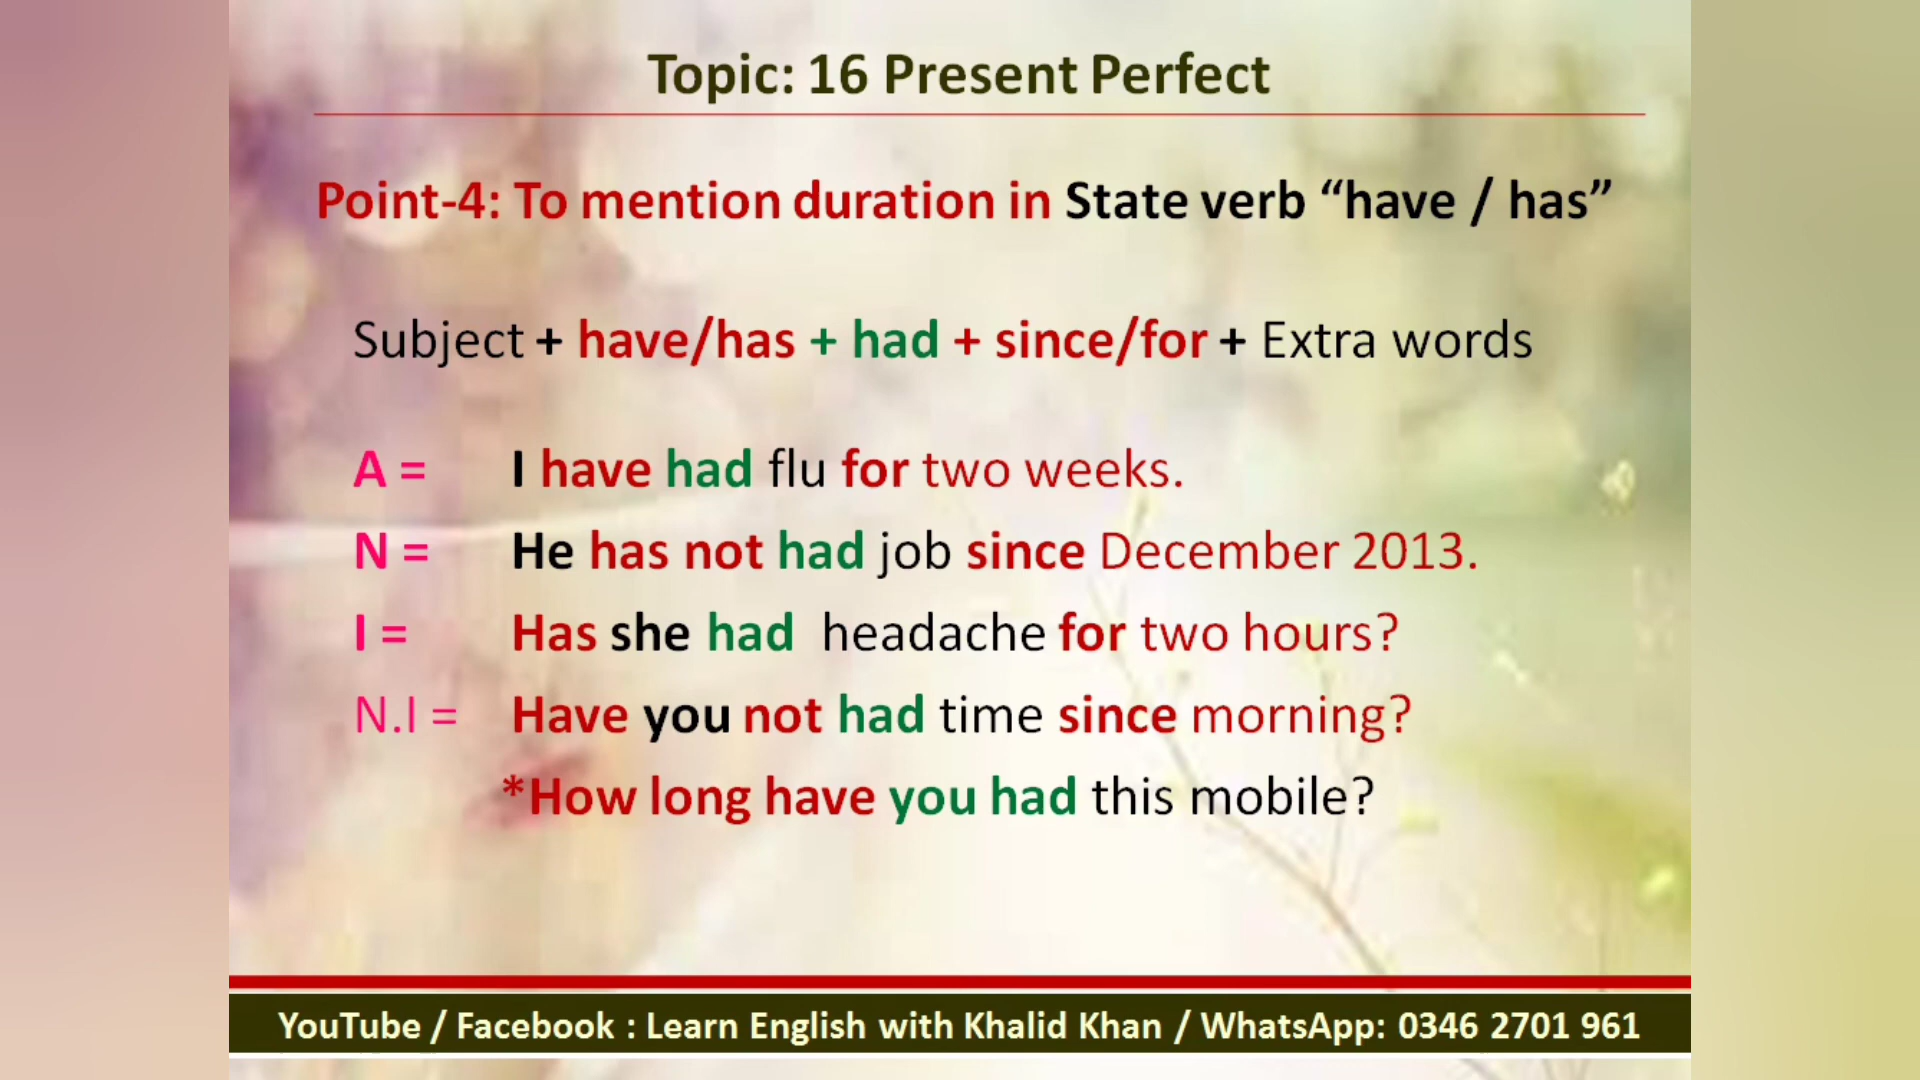 Topic: 16 Present Perfect
Point-4: To mention duration in State verb “have / has”
Subject + have/has + had + since/for + Extra words
A = I have had flu for two weeks.
N = He has not had job since December 2013.
I = Has she had headache for two hours?
N.I = Have you not had time since morning?
*How long have you had this mobile?
YouTube / Facebook : Learn English with Khalid Khan / WhatsApp: 0346 2701 961